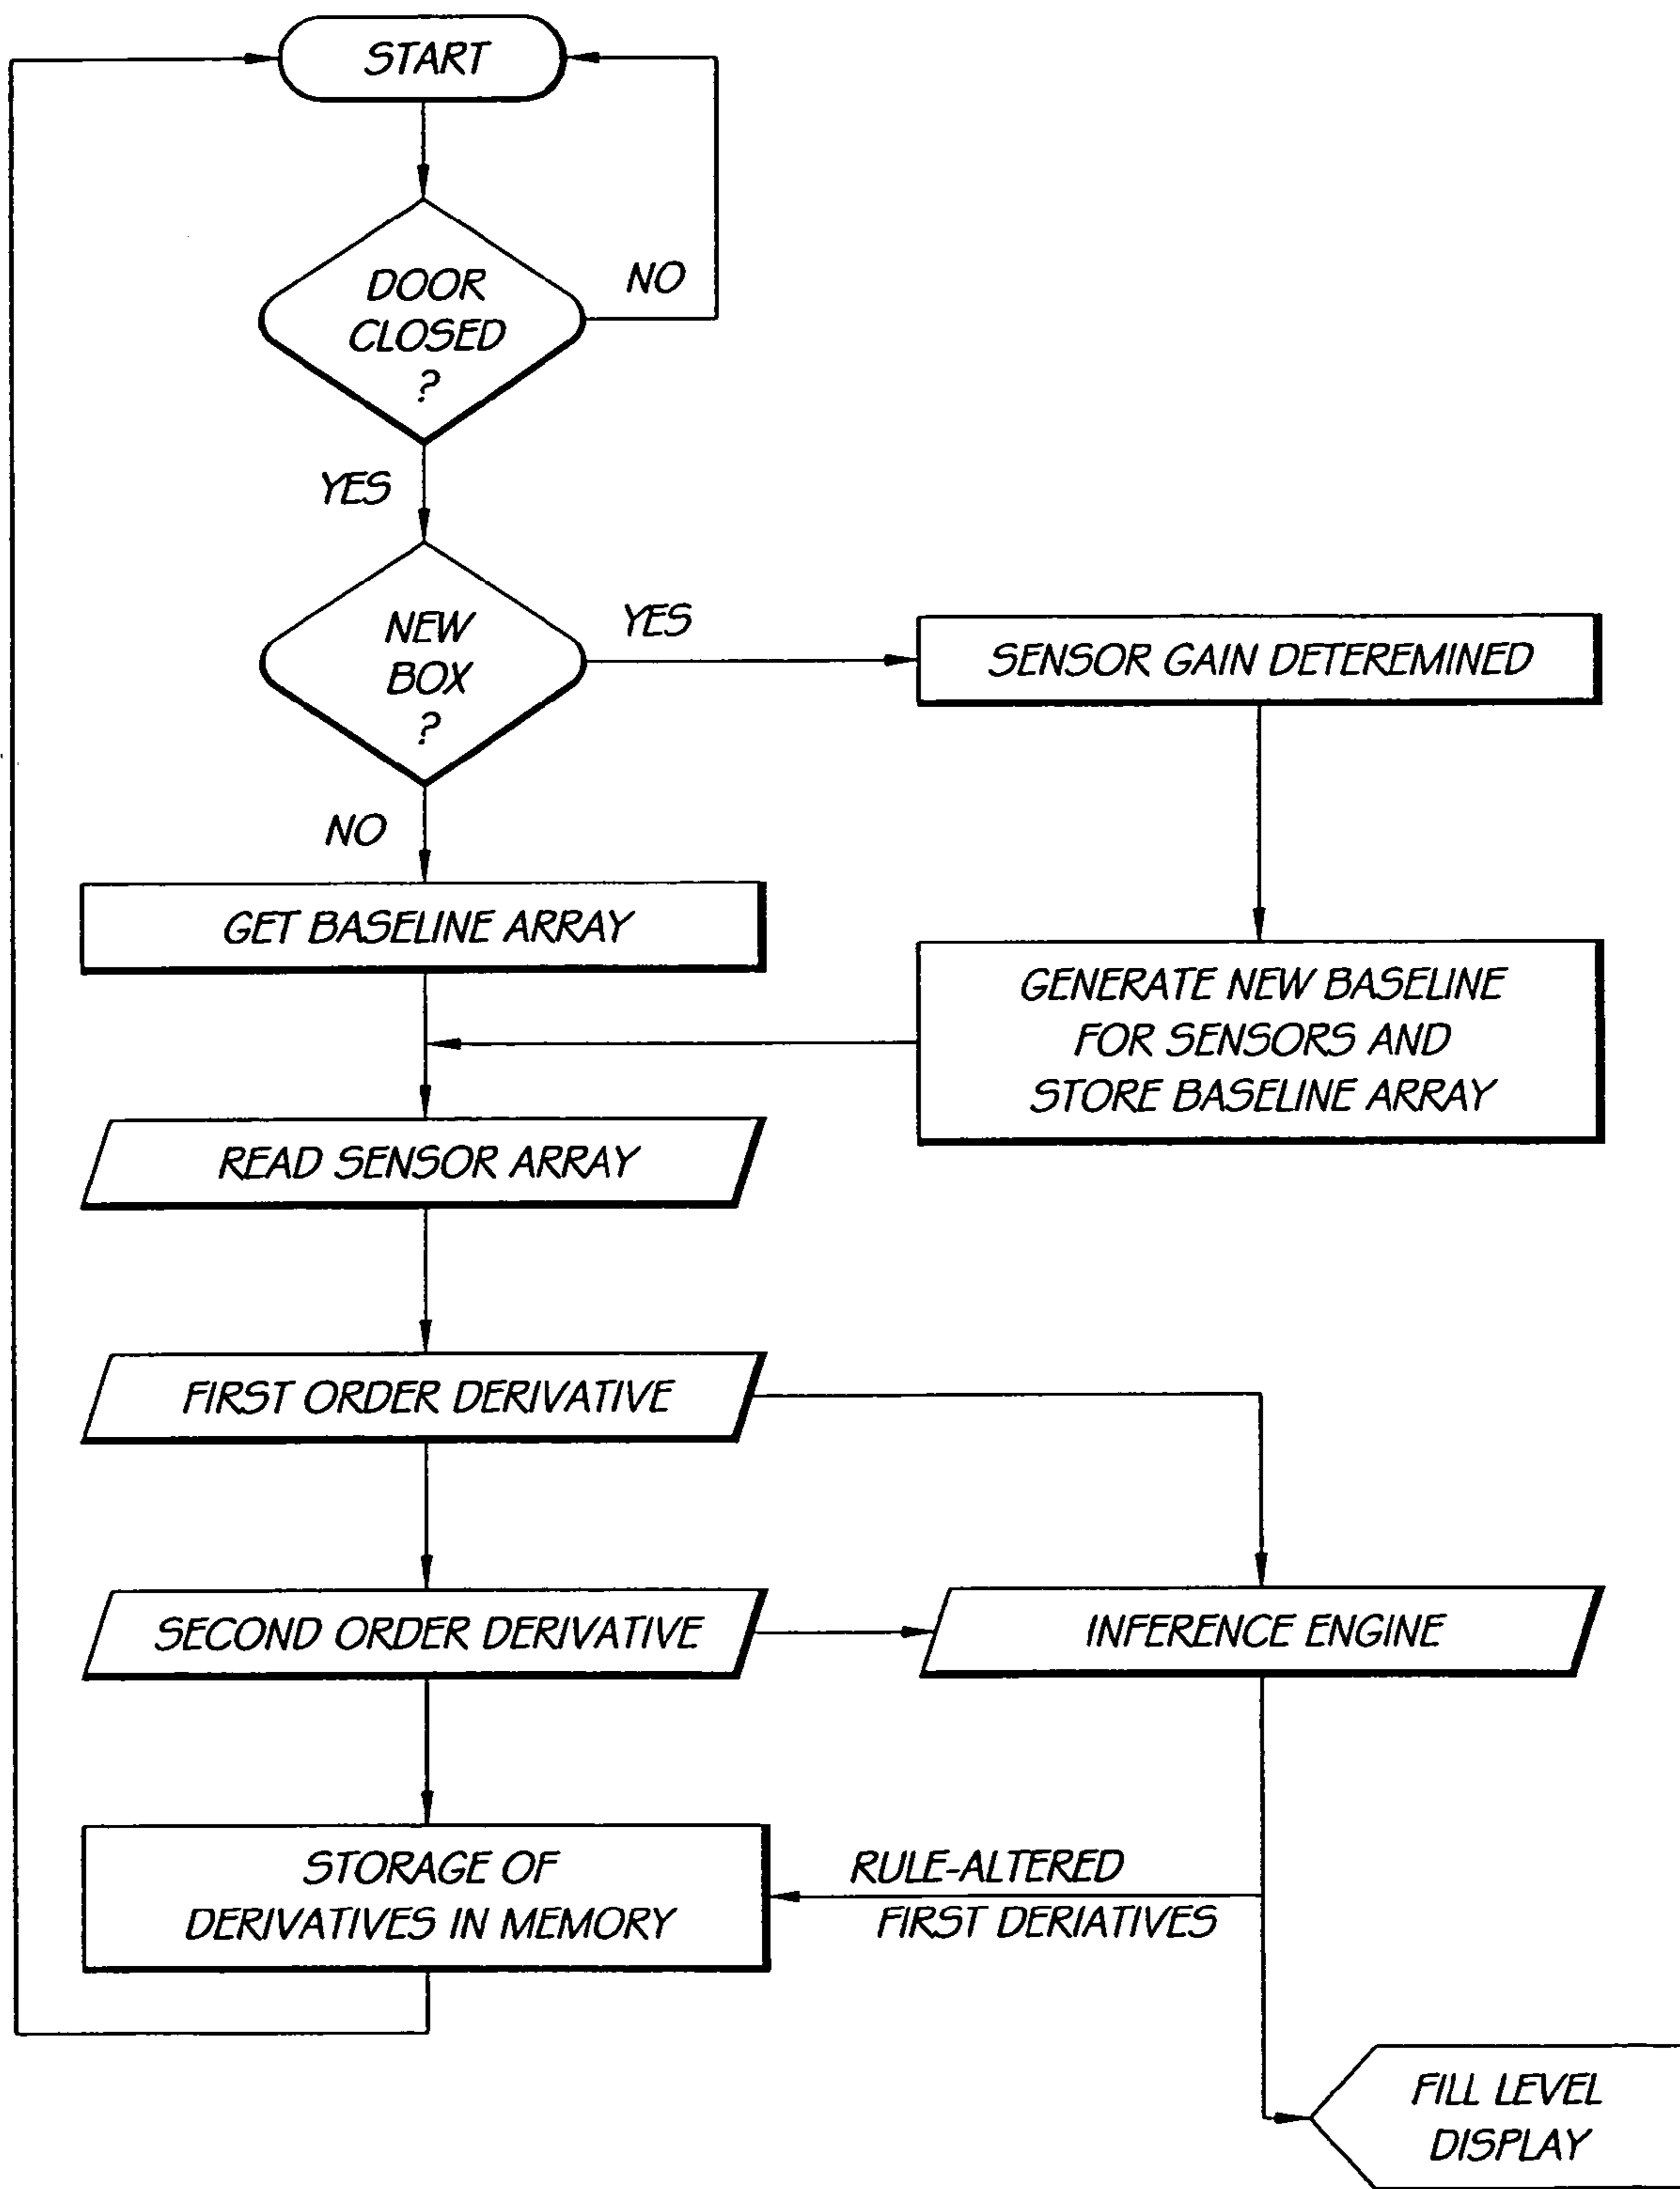 START
DOOR
CLOSED
?
NO
YES
NEW
BOX
?
YES
SENSOR GAIN DETEREMINED
NO
GET BASELINE ARRAY
GENERATE NEW BASELINE
FOR SENSORS AND
STORE BASELINE ARRAY
READ SENSOR ARRAY
FIRST ORDER DERIVATIVE
SECOND ORDER DERIVATIVE
INFERENCE ENGINE
STORAGE OF
DERIVATIVES IN MEMORY
RULE-ALTERED
FIRST DERIATIVES
FILL LEVEL
DISPLAY